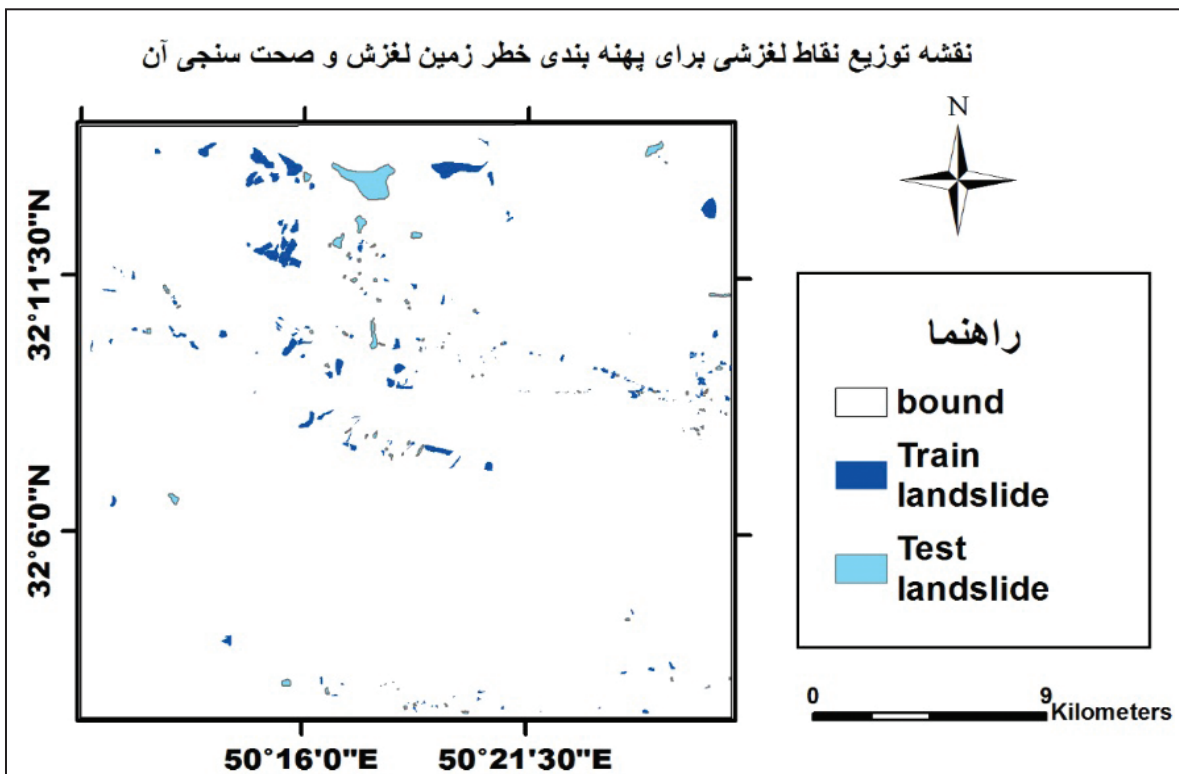 نقشه توزیع نقاط لغزشی برای پهنه بندی خطر زمین لغزش و صحت سنجی آن
N
32°11'30"N
32°6'0"N
50°16'0"E
50°21'30"E
راهنما
bound
Train
landslide
Test
landslide
0 9
Kilometers